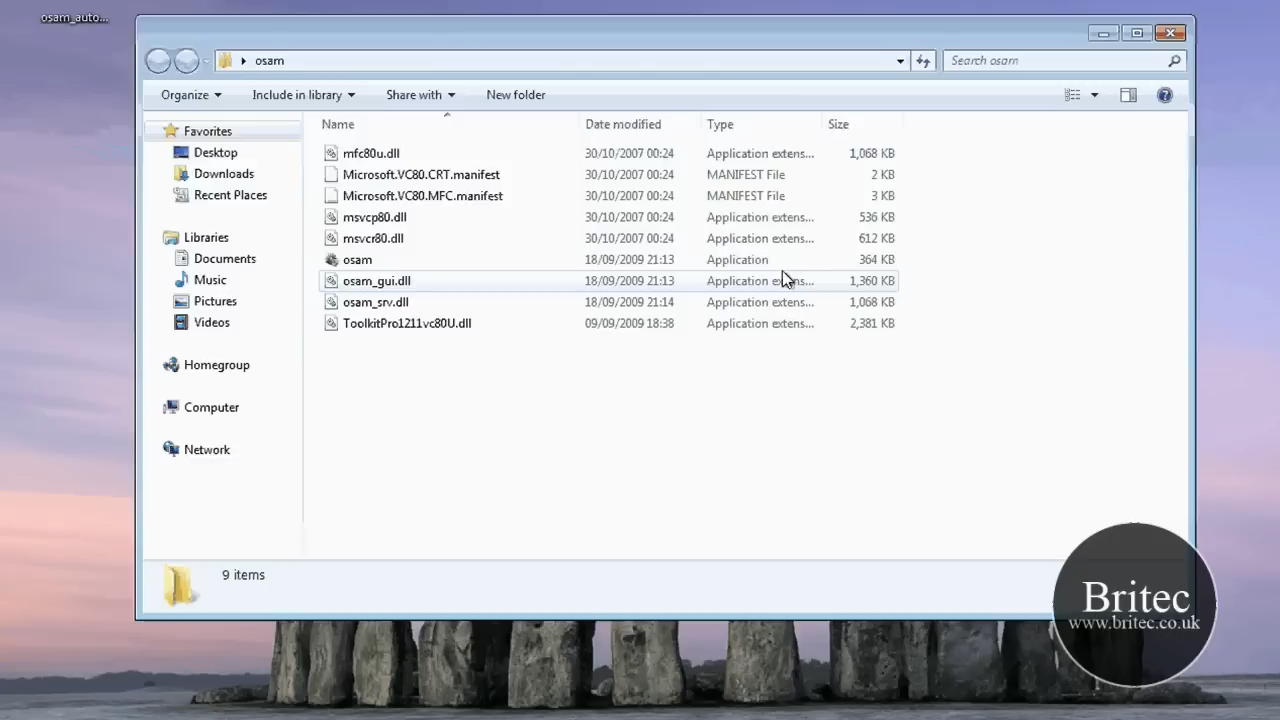 osam_auto...
osam
Search osam
Organize Include in library Share with New folder
Name Date modified Type Size
Favorites
Desktop
Downloads
Recent Places
Libraries
Documents
Music
Pictures
Videos
Homegroup
Computer
Network
mfc80u.dll 30/10/2007 00:24 Application extens... 1,068 KB
Microsoft.VC80.CRT.manifest 30/10/2007 00:24 MANIFEST File 2 KB
Microsoft.VC80.MFC.manifest 30/10/2007 00:24 MANIFEST File 3 KB
msvcp80.dll 30/10/2007 00:24 Application extens... 536 KB
msvcr80.dll 30/10/2007 00:24 Application extens... 612 KB
osam 18/09/2009 21:13 Application 364 KB
osam_gui.dll 18/09/2009 21:13 Application extens... 1,360 KB
osam_srv.dll 18/09/2009 21:14 Application extens... 1,068 KB
ToolkitPro1211vc80U.dll 09/09/2009 18:38 Application extens... 2,381 KB
9 items
Britec
www.britec.co.uk